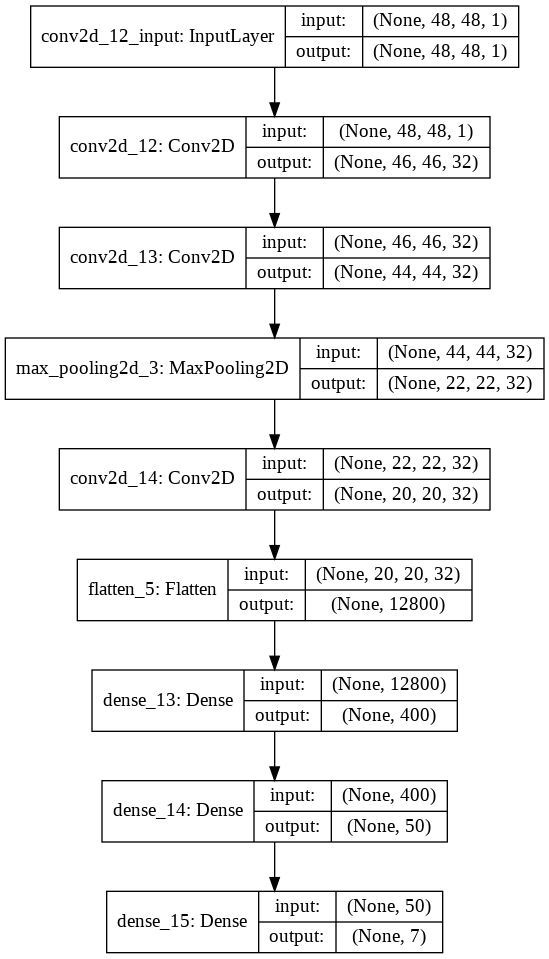 conv2d_12_input: InputLayer
input: (None, 48, 48, 1)
output: (None, 48, 48, 1)
conv2d_12: Conv2D
input: (None, 48, 48, 1)
output: (None, 46, 46, 32)
conv2d_13: Conv2D
input: (None, 46, 46, 32)
output: (None, 44, 44, 32)
max_pooling2d_3: MaxPooling2D
input: (None, 44, 44, 32)
output: (None, 22, 22, 32)
conv2d_14: Conv2D
input: (None, 22, 22, 32)
output: (None, 20, 20, 32)
flatten_5: Flatten
input: (None, 20, 20, 32)
output: (None, 12800)
dense_13: Dense
input: (None, 12800)
output: (None, 400)
dense_14: Dense
input: (None, 400)
output: (None, 50)
dense_15: Dense
input: (None, 50)
output: (None, 7)